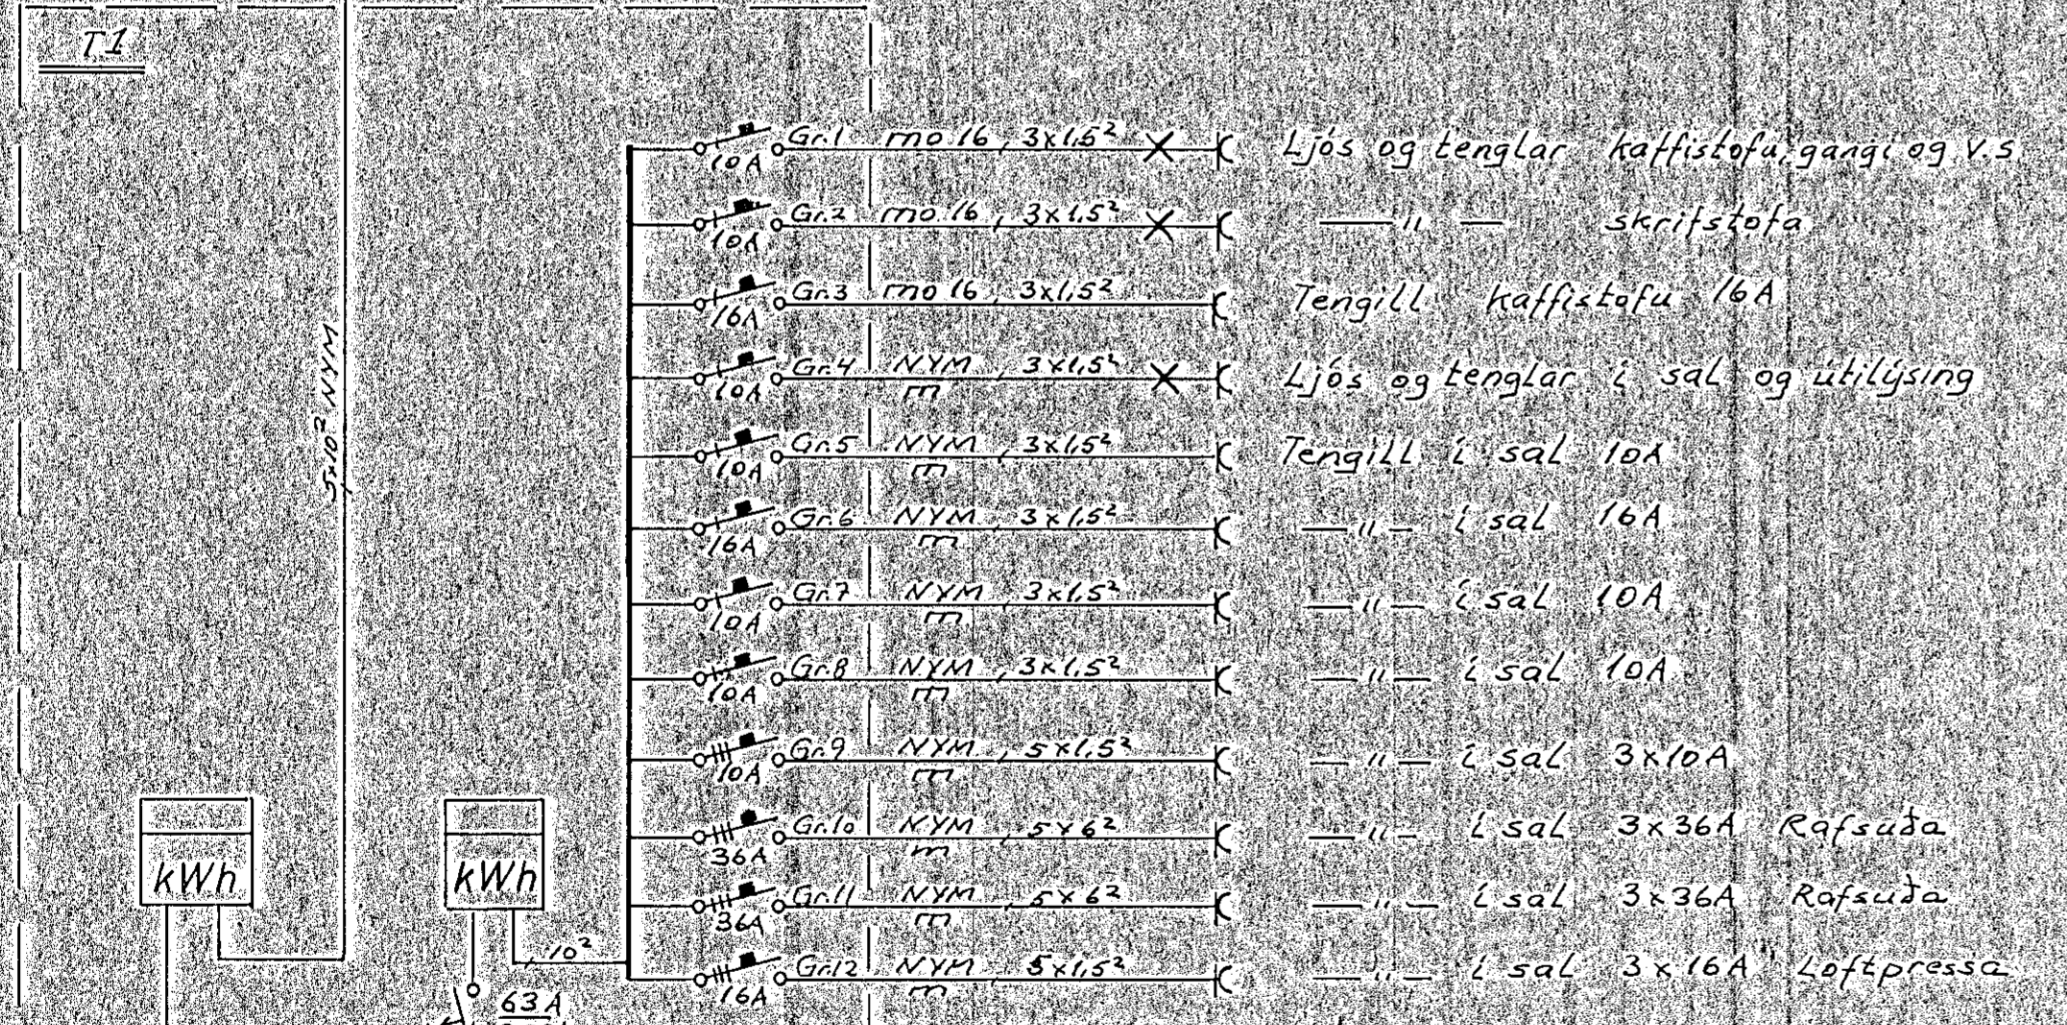 T1
Gr.1 mo 16, 3x1,5² Ljós og tenglar kaffistofu, gangi og v.s
10A
Gr.2 mo.16, 3x1,5² —"— skrifstofa
10A
Gr.3 mo 16, 3x1,5² Tengill kaffistofu 16A
16A
Gr.4 NYM, 3x1,5² Ljós og tenglar í sal og útilýsing
10A m
Gr.5 NYM, 3x1,5² Tengill í sal 10A
10A m
Gr.6 NYM, 3x1,5² —"— í sal 16A
16A m
Gr.7 NYM, 3x1,5² —"— í sal 10A
10A m
Gr.8 NYM, 3x1,5² —"— í sal 10A
10A m
Gr.9 NYM, 5x1,5² —"— í sal 3x10A
10A m
Gr.10 NYM, 5x6² —"— í sal 3x36A Rafsuða
36A m
Gr.11 NYM, 5x6² —"— í sal 3x36A Rafsuða
36A m
Gr.12 NYM, 5x1,5² —"— í sal 3x16A Loftpressa
16A m
5x10² NYM
kWh
kWh
10²
63A